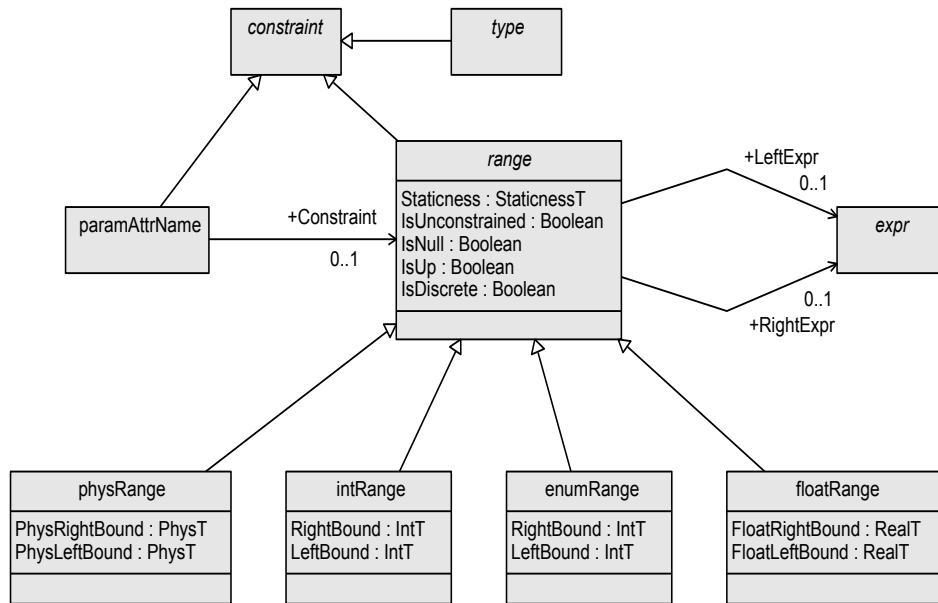 constraint
type
range
+LeftExpr
0..1
Staticness : StaticnessT
IsUnconstrained : Boolean
IsNull : Boolean
IsUp : Boolean
IsDiscrete : Boolean
paramAttrName
+Constraint
0..1
expr
0..1
+RightExpr
physRange
PhysRightBound : PhysT
PhysLeftBound : PhysT
intRange
RightBound : IntT
LeftBound : IntT
enumRange
RightBound : IntT
LeftBound : IntT
floatRange
FloatRightBound : RealT
FloatLeftBound : RealT